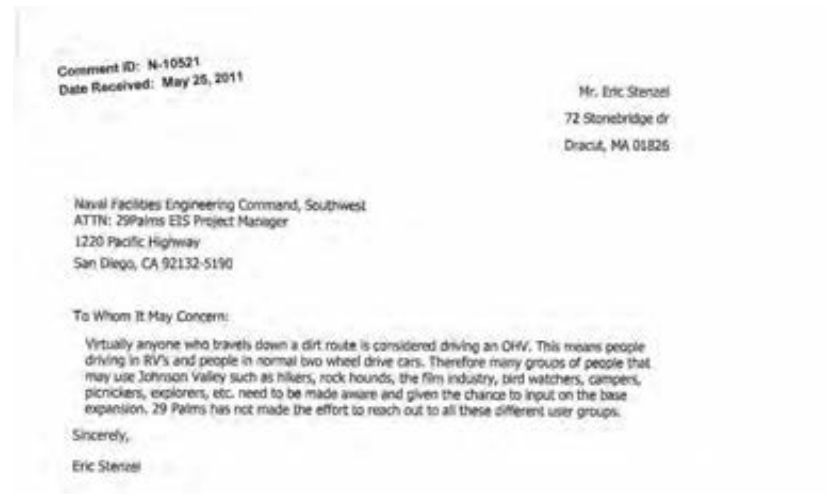 Comment ID: N-10521
Date Received: May 25, 2011
Mr. Eric Stenzel
72 Stonebridge dr
Dracut, MA 01826
Naval Facilities Engineering Command, Southwest
ATTN: 29Palms EIS Project Manager
1220 Pacific Highway
San Diego, CA 92132-5190
To Whom It May Concern:
Virtually anyone who travels down a dirt route is considered driving an OHV. This means people
driving in RV's and people in normal two wheel drive cars. Therefore many groups of people that
may use Johnson Valley such as hikers, rock hounds, the film industry, bird watchers, campers,
picnickers, explorers, etc. need to be made aware and given the chance to input on the base
expansion. 29 Palms has not made the effort to reach out to all these different user groups.
Sincerely,
Eric Stenzel